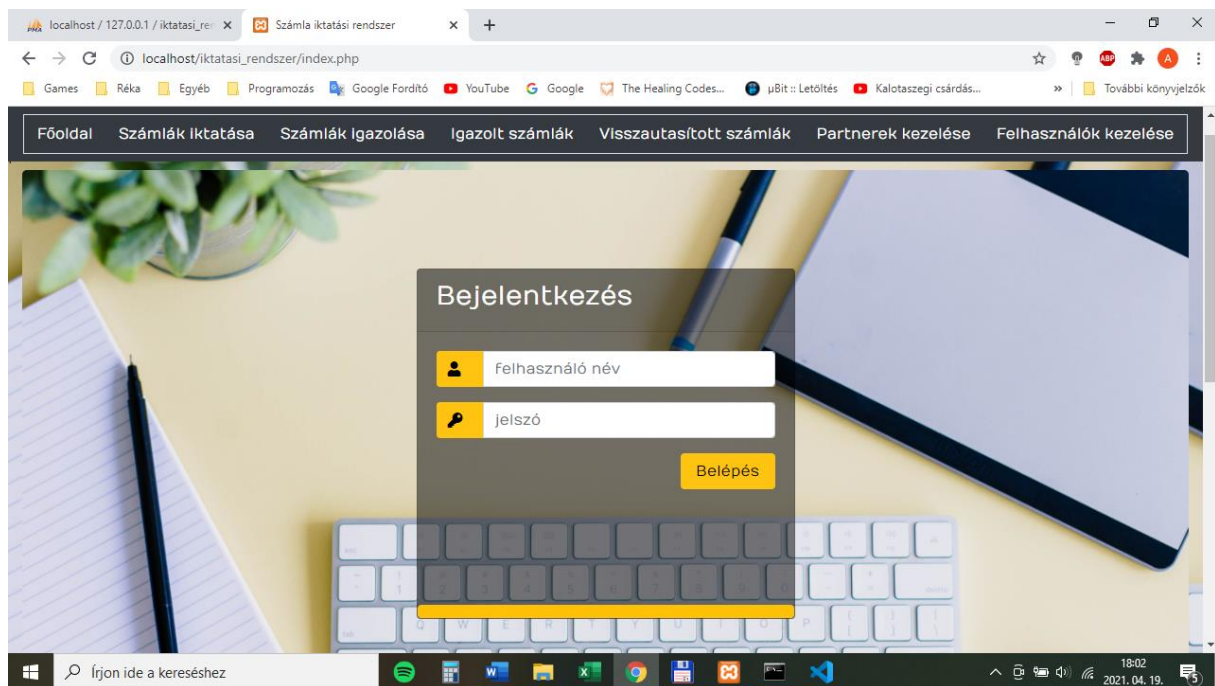 localhost / 127.0.0.1 / iktatasi_re
Számla iktatási rendszer
localhost/iktatasi_rendszer/index.php
ABP
A
Games Réka Egyéb Programozás Google Fordító YouTube Google The Healing Codes... µBit :: Letöltés Kalotaszegi csárdás... » További könyvjelzők
Főoldal Számlák iktatása Számlák igazolása Igazolt számlák Visszautasított számlák Partnerek kezelése Felhasználók kezelése
Bejelentkezés
Felhasználó név
jelszó
Belépés
Írjon ide a kereséshez
18:02
2021. 04. 19.
5